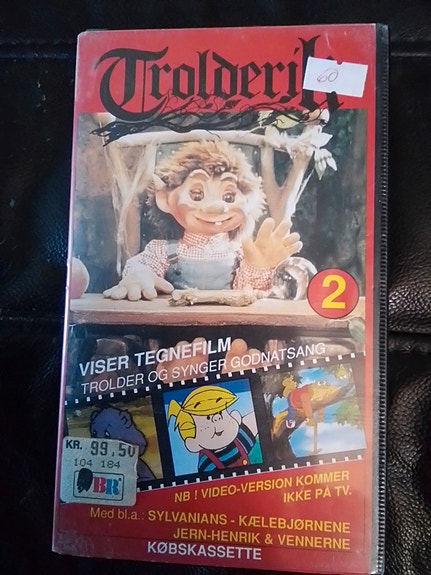 Trolderik
60
2
VISER TEGNEFILM
TROLDER OG SYNGER GODNATSANG
KR. 99,50
104 184
BR
NB ! VIDEO-VERSION KOMMER
IKKE PÅ TV.
Med bl.a.: SYLVANIANS - KÆLEBJØRNENE
JERN-HENRIK & VENNERNE
KØBSKASSETTE